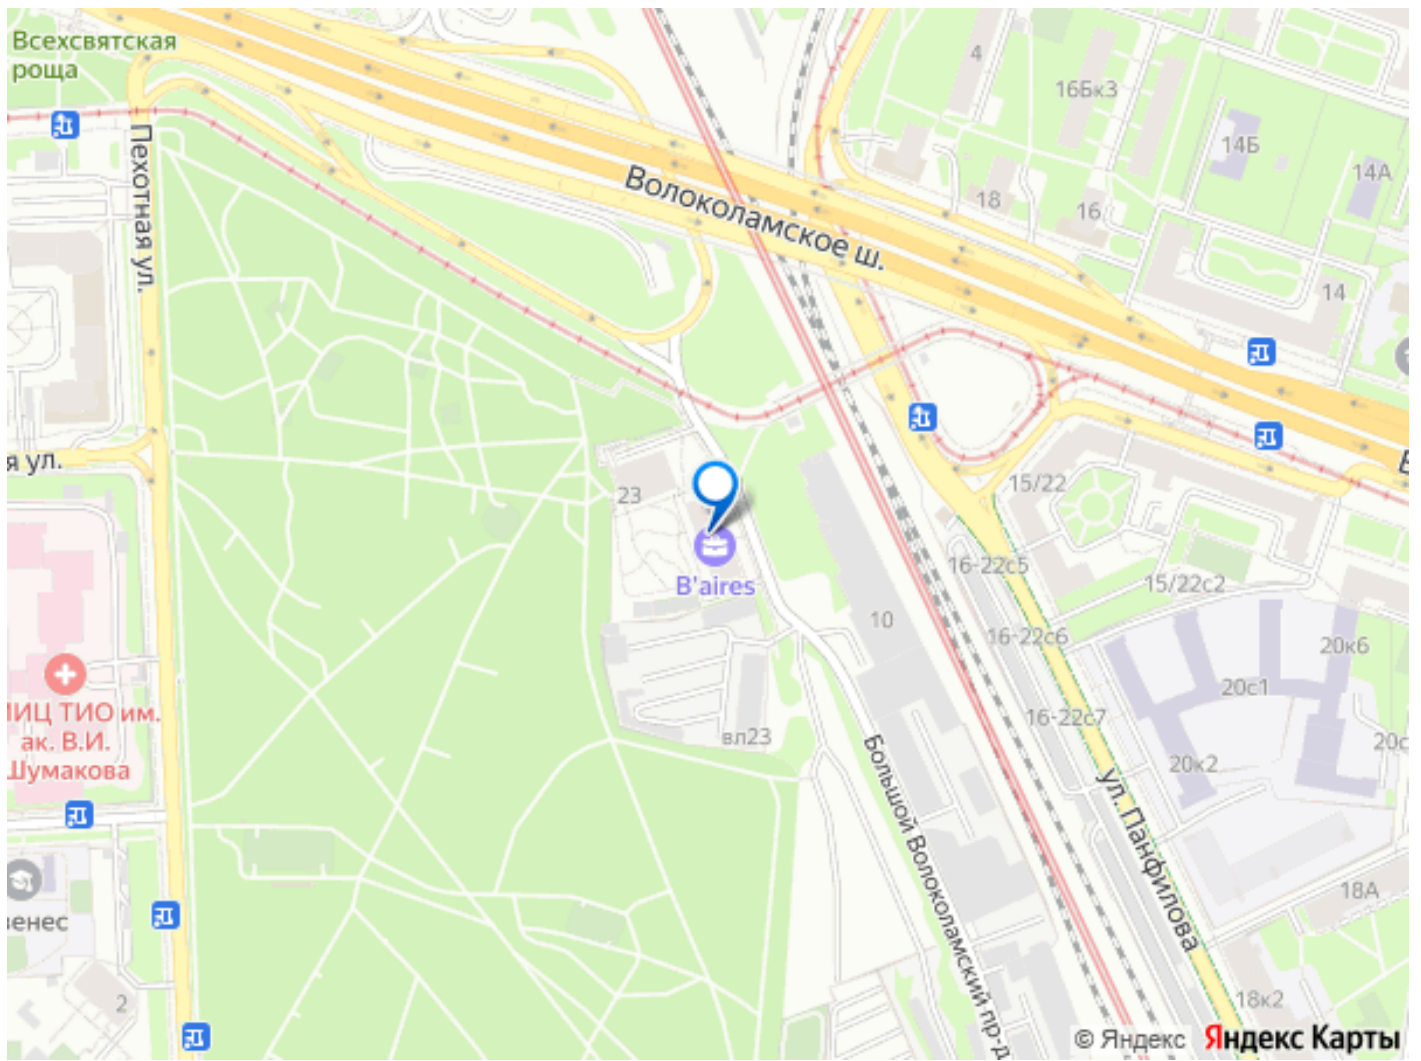 Всехсвятская
роща
Пехотная ул.
Волоколамское ш.
4
16Бк3
14Б
14А
18
16
14
я ул.
23
B'aires
15/22
16-22с5
15/22с2
10
16-22с6
20к6
20с1
16-22с7
20к2
вл23
ИЦ ТИО им.
ак. В.И.
Шумакова
Большой Волоколамский пр-д
ул. Панфилова
18А
18к2
венес
2
© Яндекс
Яндекс Карты